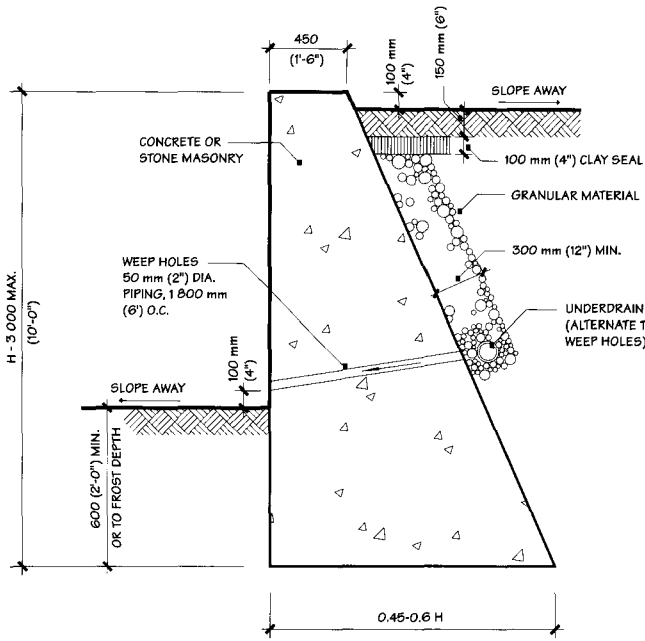 450
(1'-6")
100 mm
(4")
150 mm (6")
SLOPE AWAY
CONCRETE OR
STONE MASONRY
100 mm (4") CLAY SEAL
GRANULAR MATERIAL
WEEP HOLES
50 mm (2") DIA.
PIPING, 1 800 mm
(6') O.C.
300 mm (12") MIN.
H - 3 000 MAX.
(10'-0")
UNDERDRAIN
(ALTERNATE T
WEEP HOLES)
100 mm
(4")
SLOPE AWAY
600 (2'-0") MIN.
OR TO FROST DEPTH
0.45-0.6 H